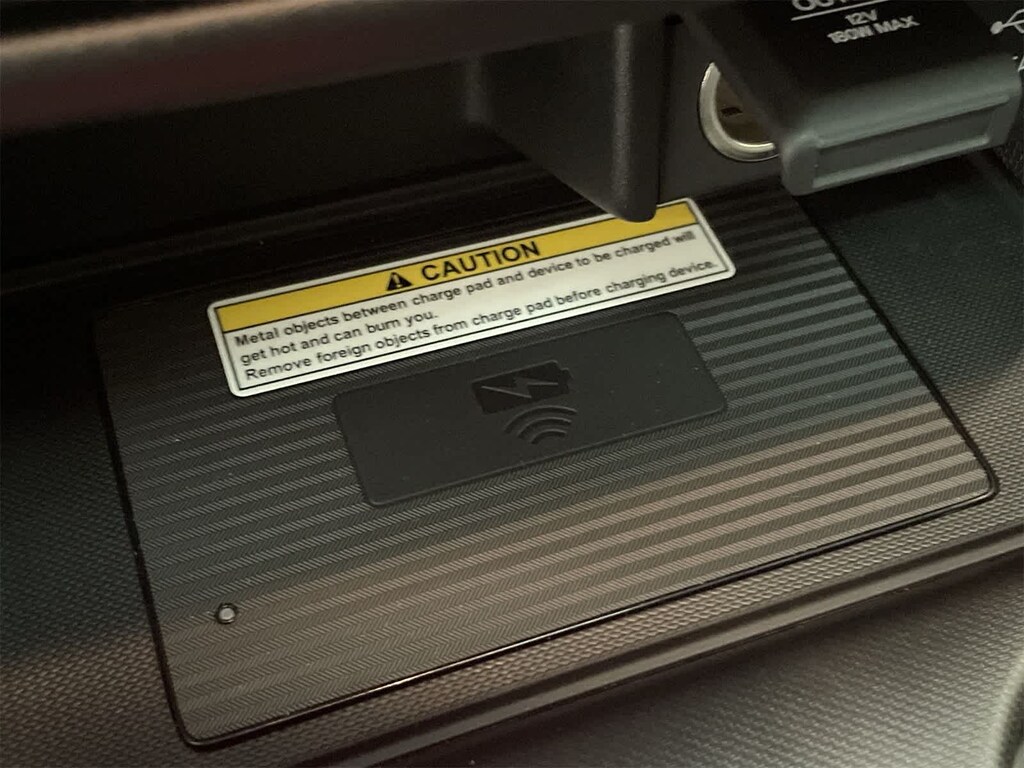 12V
180W MAX
CAUTION
Metal objects between charge pad and device to be charged will
get hot and can burn you.
Remove foreign objects from charge pad before charging device.